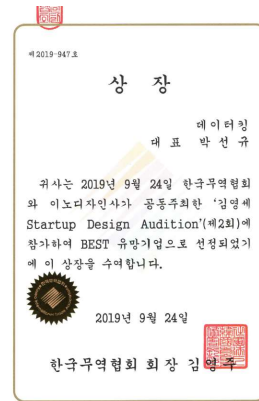 제2019-947호
상 장
데이터킹
대 표 박 선 규
귀사는 2019년 9월 24일 한국무역협회
와 이노디자인사가 공동주최한 '김영세
Startup Design Audition'(제2회)에
참가하여 BEST 유망기업으로 선정되었기
에 이 상장을 수여합니다.
2019년 9월 24일
한국무역협회 회장 김영주